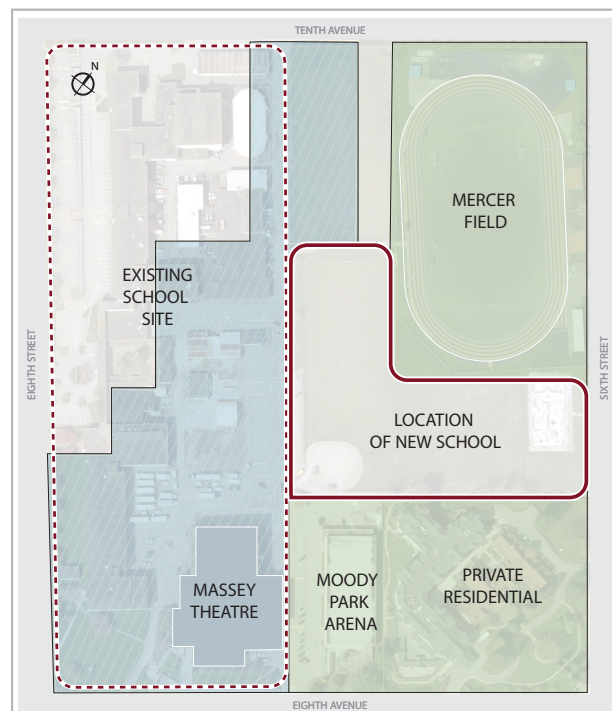 TENTH AVENUE
N
MERCER
FIELD
EXISTING
SCHOOL
SITE
EIGHTH STREET
SIXTH STREET
LOCATION
OF NEW SCHOOL
MASSEY
THEATRE
MOODY
PARK
ARENA
PRIVATE
RESIDENTIAL
EIGHTH AVENUE